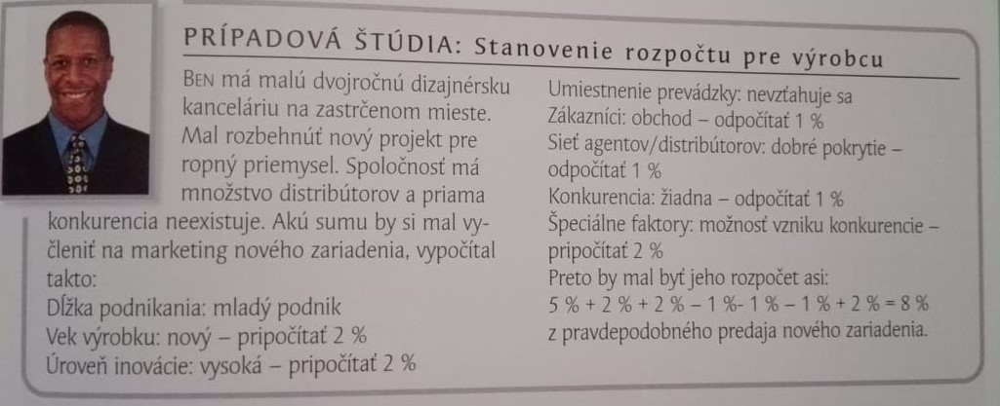 PRÍPADOVÁ ŠTÚDIA: Stanovenie rozpočtu pre výrobcu
BEN má malú dvojročnú dizajnérsku
kanceláriu na zastrčenom mieste.
Mal rozbehnúť nový projekt pre
ropný priemysel. Spoločnosť má
množstvo distribútorov a priama
konkurencia neexistuje. Akú sumu by si mal vy-
členiť na marketing nového zariadenia, vypočítal
takto:
Dĺžka podnikania: mladý podnik
Vek výrobku: nový – pripočítať 2 %
Úroveň inovácie: vysoká – pripočítať 2 %
Umiestnenie prevádzky: nevzťahuje sa
Zákazníci: obchod – odpočítať 1 %
Sieť agentov/distribútorov: dobré pokrytie –
odpočítať 1 %
Konkurencia: žiadna – odpočítať 1 %
Špeciálne faktory: možnosť vzniku konkurencie –
pripočítať 2 %
Preto by mal byť jeho rozpočet asi:
5 % + 2 % + 2 % – 1 %- 1 % – 1 % + 2 % = 8 %
z pravdepodobného predaja nového zariadenia.